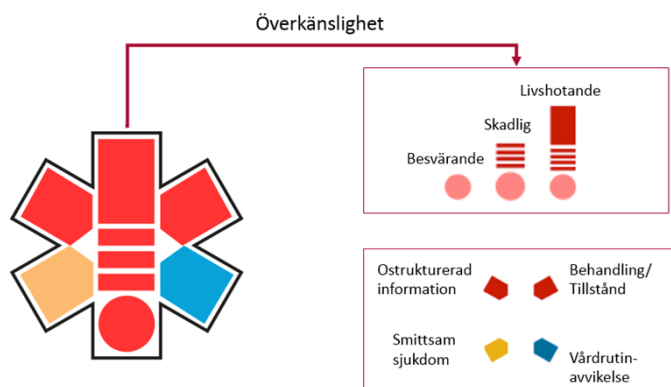 Överkänslighet
Livshotande
Skadlig
Besvärande
Ostrukturerad
information
Behandling/
Tillstånd
Smittsam
sjukdom
Vårdrutin-
avvikelse